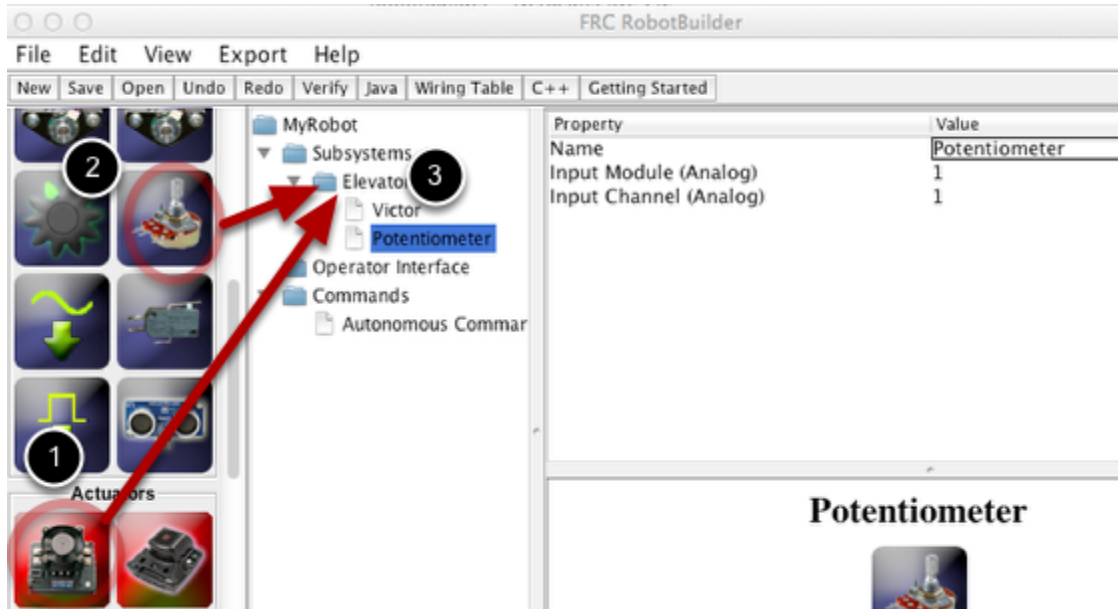 FRC RobotBuilder
File Edit View Export Help
New Save Open Undo Redo Verify Java Wiring Table C++ Getting Started
2
1
Actuators
MyRobot
Subsystems
Elevator
3
Victor
Potentiometer
Operator Interface
Commands
Autonomous Commar
Property Value
Name Potentiometer
Input Module (Analog) 1
Input Channel (Analog) 1
Potentiometer